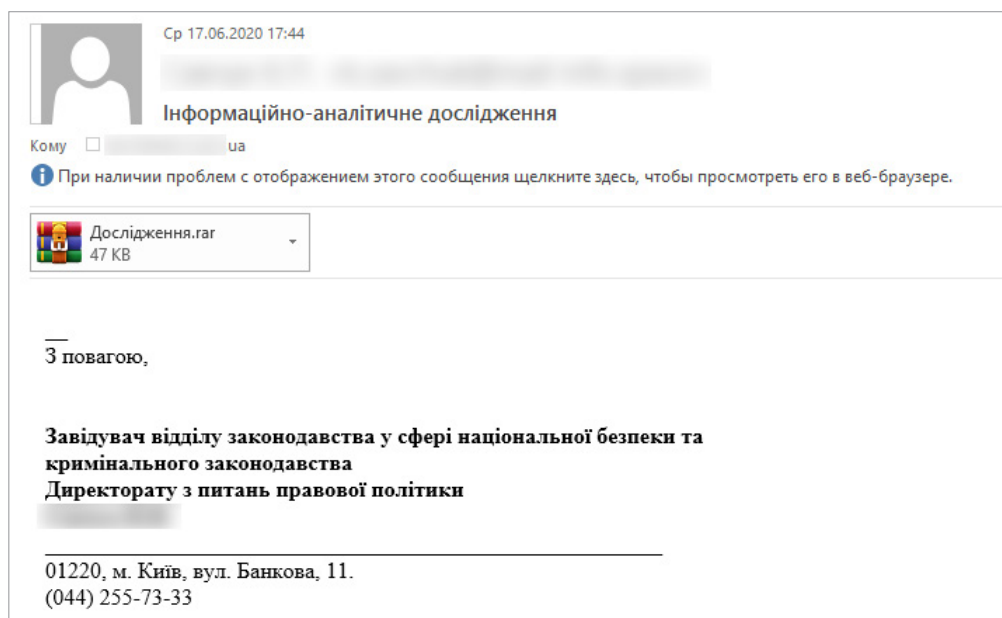 Ср 17.06.2020 17:44
Інформаційно-аналітичне дослідження
Кому ua
При наличии проблем с отображением этого сообщения щелкните здесь, чтобы просмотреть его в веб-браузере.
Дослідження.rar
47 KB
З повагою,
Завідувач відділу законодавства у сфері національної безпеки та
кримінального законодавства
Директорату з питань правової політики
01220, м. Київ, вул. Банкова, 11.
(044) 255-73-33